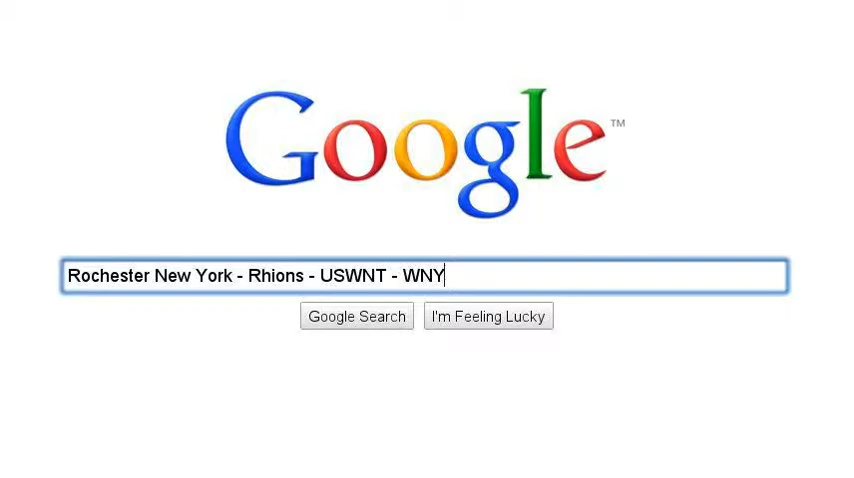 Google™
Rochester New York - Rhions - USWNT - WNY
Google Search I'm Feeling Lucky